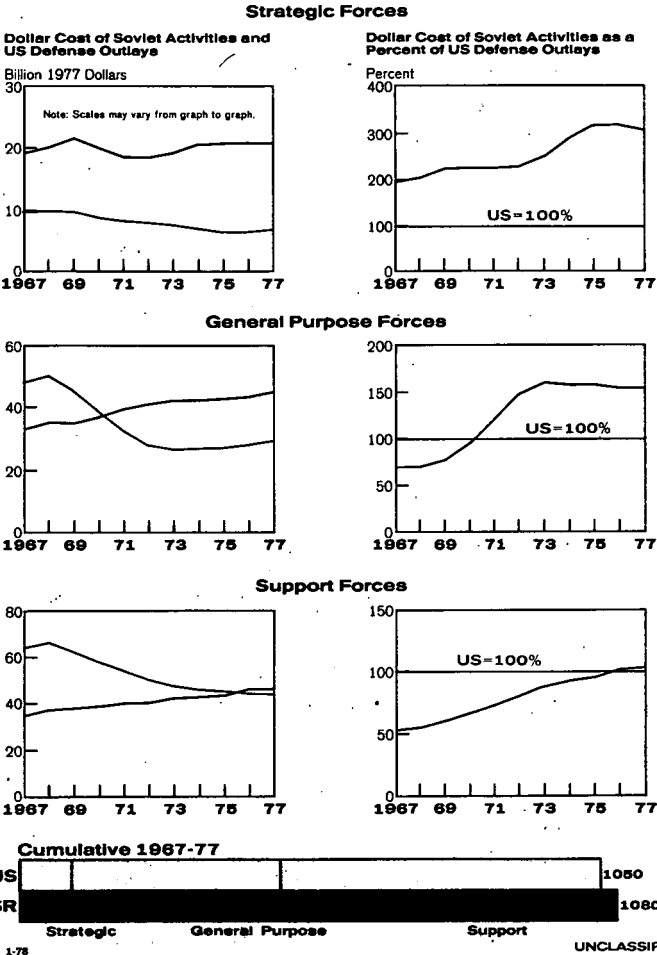 Strategic Forces
Dollar Cost of Soviet Activities and
US Defense Outlays
Billion 1977 Dollars
30
Note: Scales may vary from graph to graph.
20
10
0
1967 69 71 73 75 77
Dollar Cost of Soviet Activities as a
Percent of US Defense Outlays
Percent
400
300
200
US=100%
100
0
1967 69 71 73 75 77
General Purpose Forces
60
40
20
0
1967 69 71 73 75 77
200
150
US=100%
100
50
0
1967 69 71 73 75 77
Support Forces
80
60
40
20
0
1967 69 71 73 75 77
150
US=100%
100
50
0
1967 69 71 73 75 77
Cumulative 1967-77
US 1050
SR 1080
Strategic General Purpose Support
1-78 UNCLASSIF